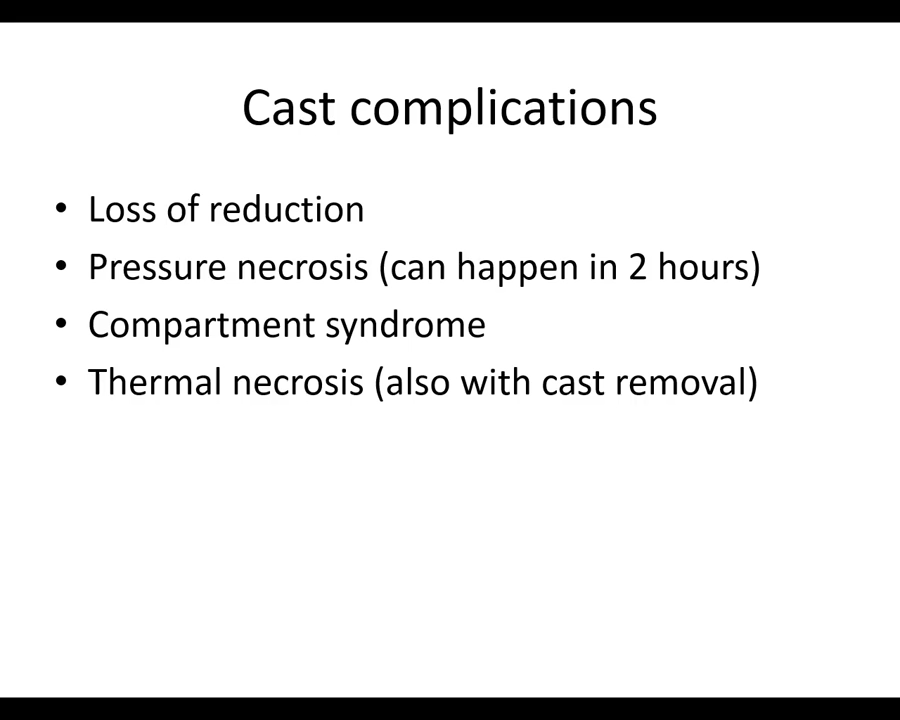 Cast complications
• Loss of reduction
• Pressure necrosis (can happen in 2 hours)
• Compartment syndrome
• Thermal necrosis (also with cast removal)